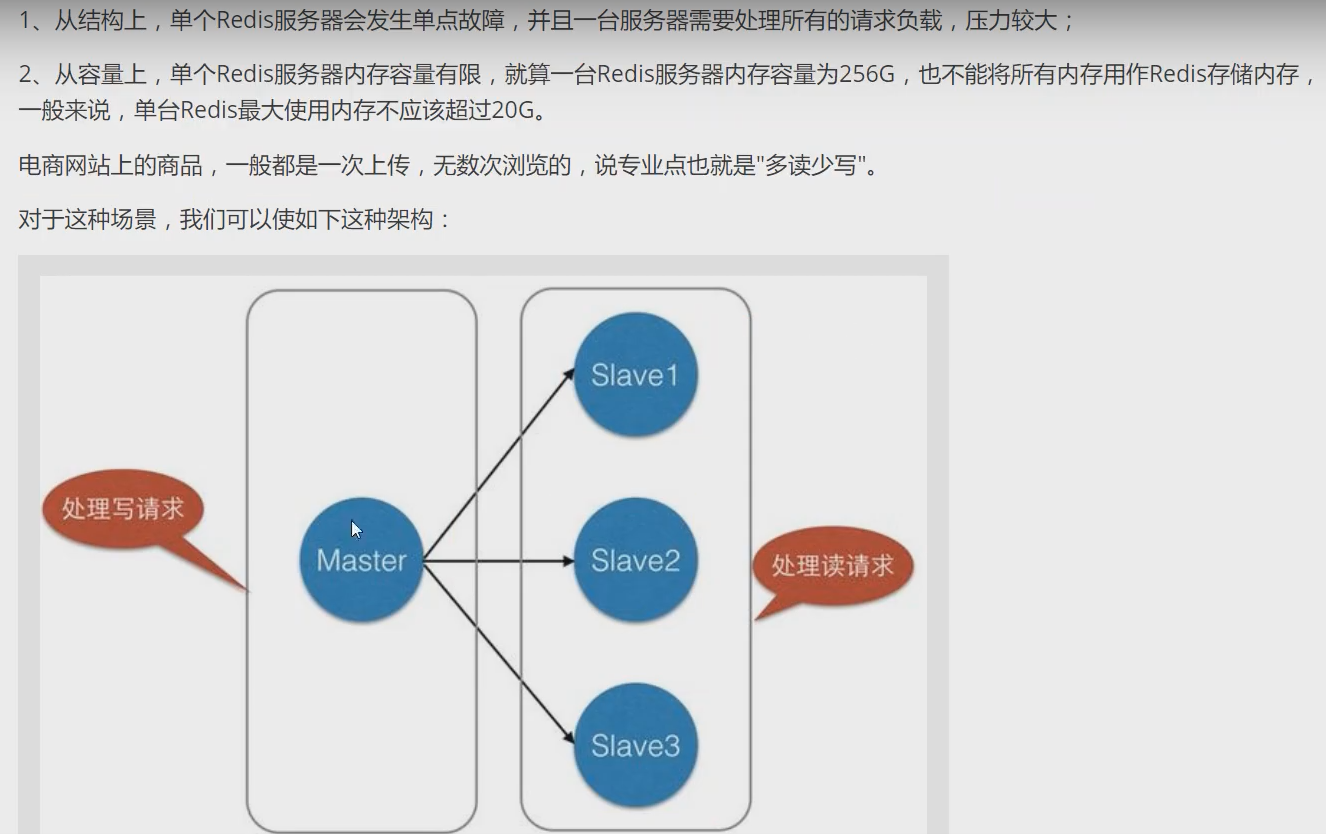 1、从结构上，单个Redis服务器会发生单点故障，并且一台服务器需要处理所有的请求负载，压力较大；
2、从容量上，单个Redis服务器内存容量有限，就算一台Redis服务器内存容量为256G，也不能将所有内存用作Redis存储内存，
一般来说，单台Redis最大使用内存不应该超过20G。
电商网站上的商品，一般都是一次上传，无数次浏览的，说专业点也就是"多读少写"。
对于这种场景，我们可以使如下这种架构：
Slave1
处理写请求
Master
Slave2
处理读请求
Slave3